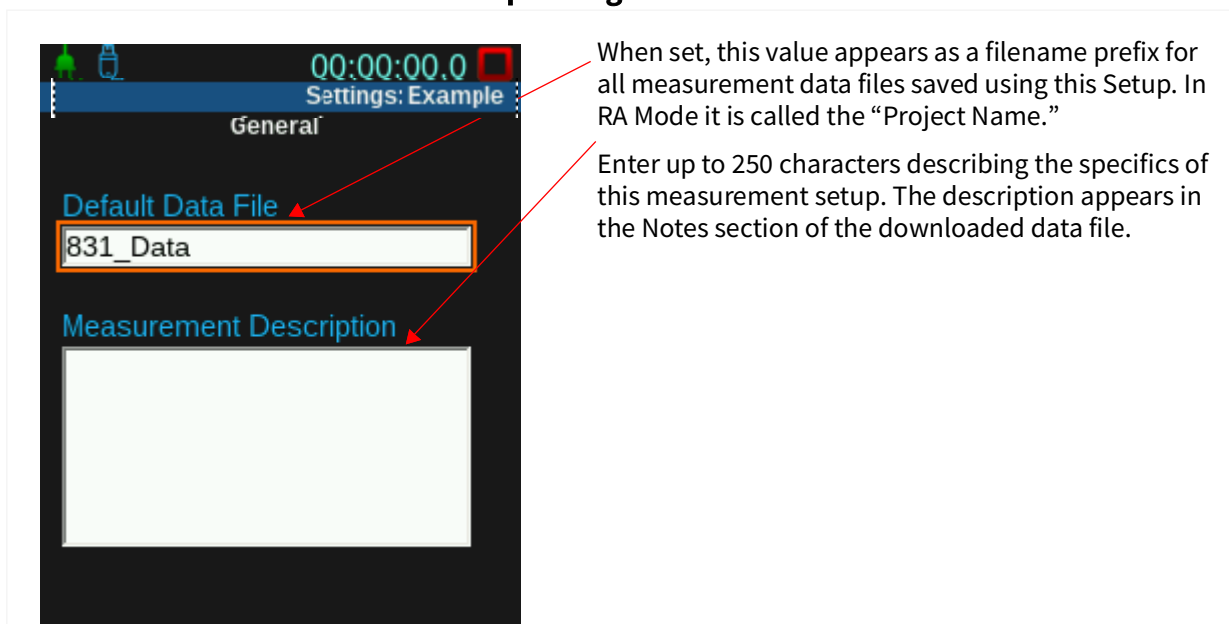 00:00:00.0
Settings: Example
General
Default Data File
831_Data
Measurement Description
When set, this value appears as a filename prefix for
all measurement data files saved using this Setup. In
RA Mode it is called the “Project Name.”
Enter up to 250 characters describing the specifics of
this measurement setup. The description appears in
the Notes section of the downloaded data file.